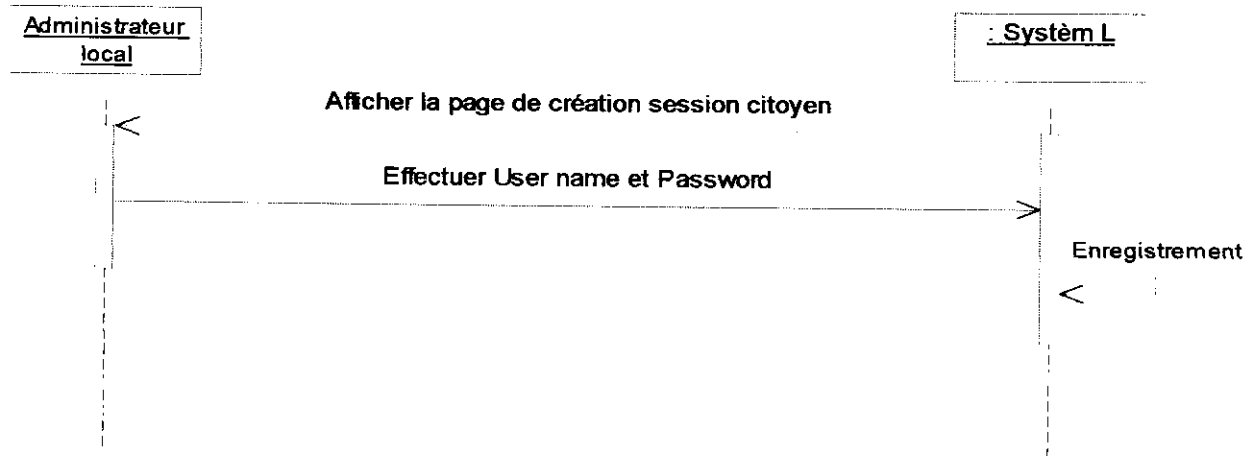 Administrateur
local
: Systèm L
Afficher la page de création session citoyen
Effectuer User name et Password
Enregistrement